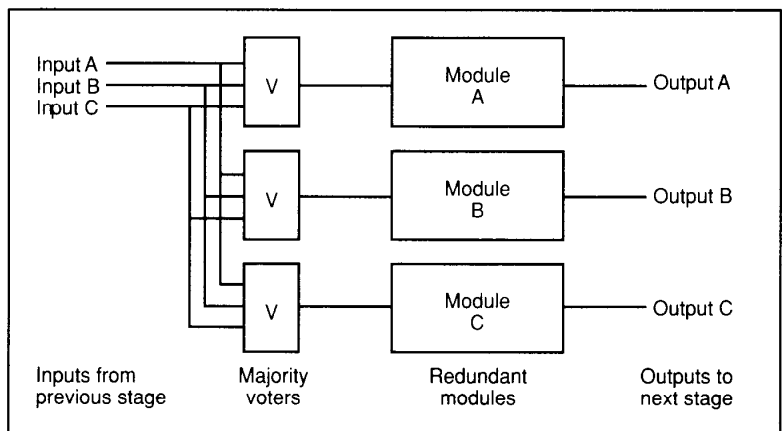 Input A
Input B
Input C
V
Module
A
Output A
V
Module
B
Output B
V
Module
C
Output C
Inputs from
previous stage
Majority
voters
Redundant
modules
Outputs to
next stage